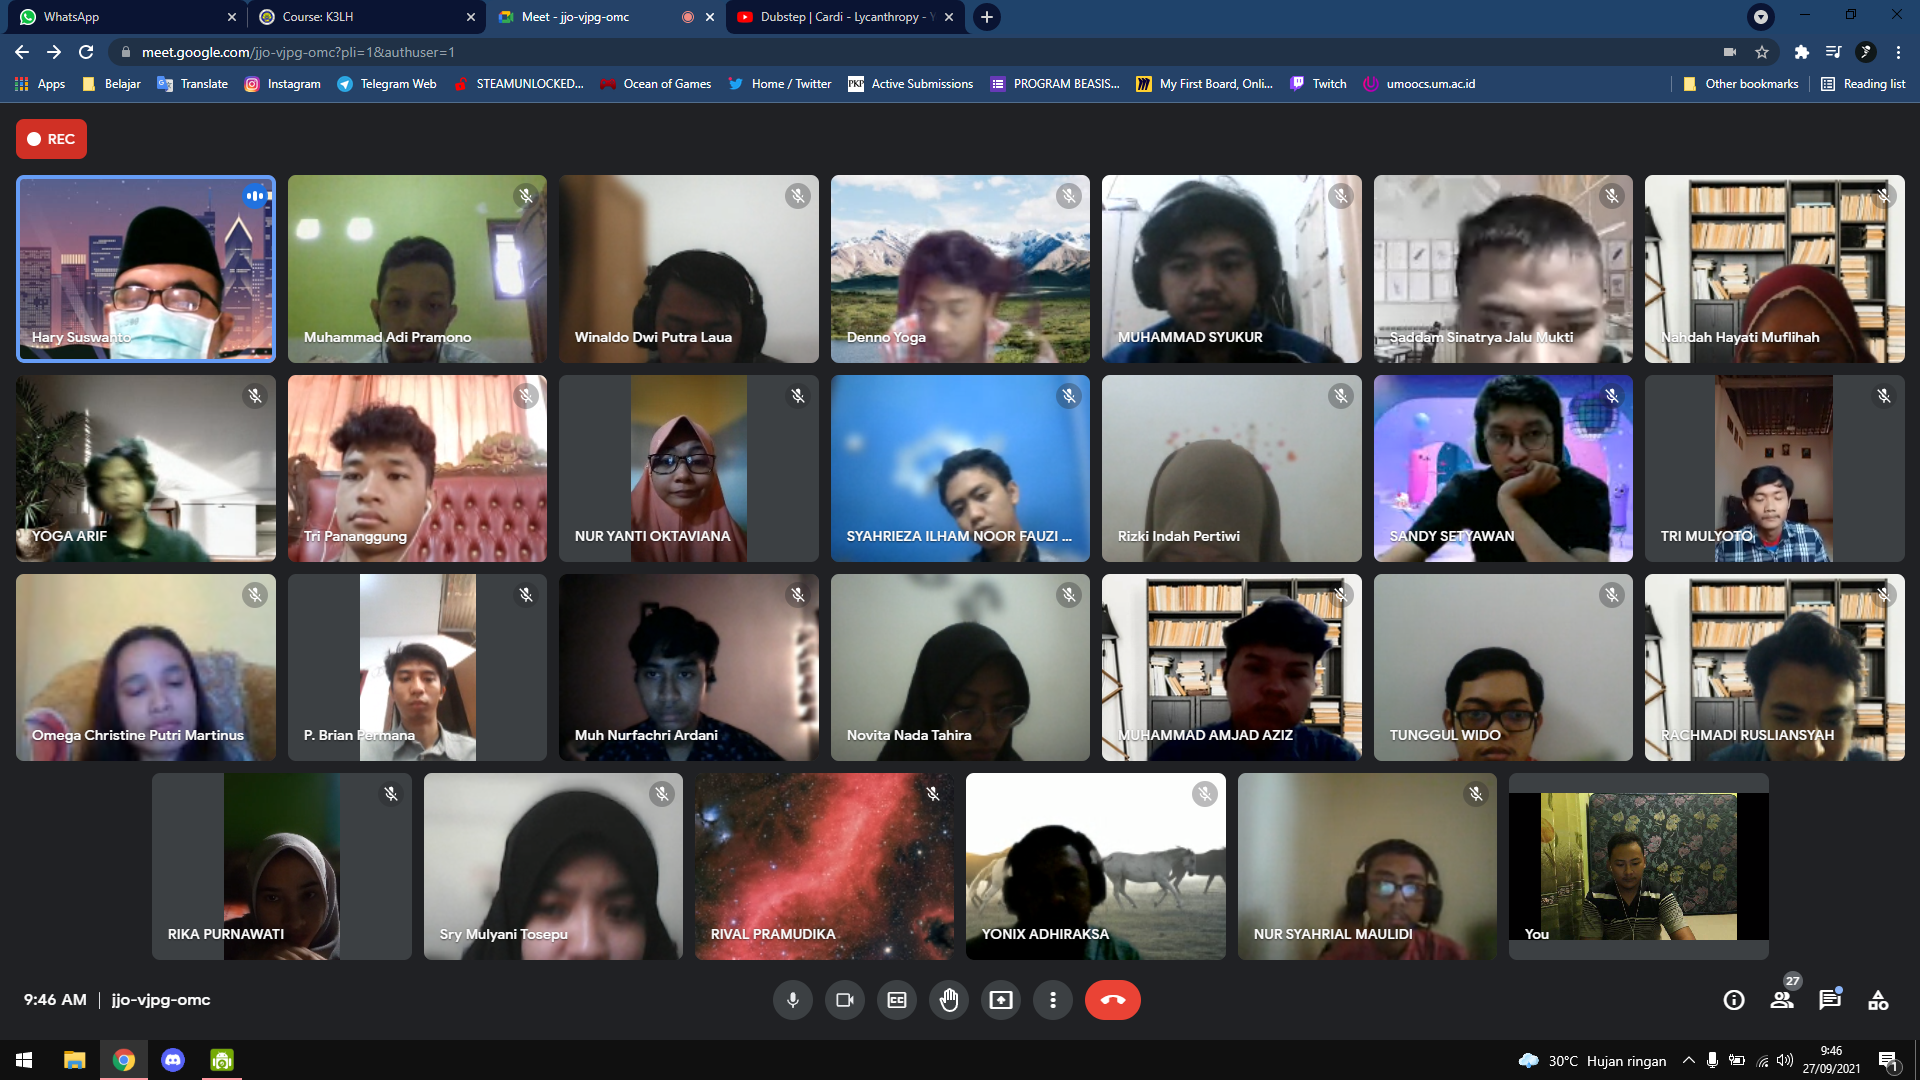 WhatsApp
Course: K3LH
Meet - jjo-vjpg-omc
Dubstep | Cardi - Lycanthropy - Y
meet.google.com/jjo-vjpg-omc?pli=1&authuser=1
Apps
Belajar
Translate
Instagram
Telegram Web
STEAMUNLOCKED...
Ocean of Games
Home / Twitter
PKP
Active Submissions
PROGRAM BEASIS...
My First Board, Onli...
Twitch
umoocs.um.ac.id
Other bookmarks
Reading list
REC
Hary Suswanto
Muhammad Adi Pramono
Winaldo Dwi Putra Laua
Denno Yoga
MUHAMMAD SYUKUR
Saddam Sinatrya Jalu Mukti
Nahdah Hayati Muflihah
YOGA ARIF
Tri Pananggung
NUR YANTI OKTAVIANA
SYAHRIEZA ILHAM NOOR FAUZI ...
Rizki Indah Pertiwi
SANDY SETYAWAN
TRI MULYOTO
Omega Christine Putri Martinus
P. Brian Permana
Muh Nurfachri Ardani
Novita Nada Tahira
MUHAMMAD AMJAD AZIZ
TUNGGUL WIDO
RACHMADI RUSLIANSYAH
RIKA PURNAWATI
Sry Mulyani Tosepu
RIVAL PRAMUDIKA
YONIX ADHIRAKSA
NUR SYAHRIAL MAULIDI
You
9:46 AM | jjo-vjpg-omc
CC
27
30°C Hujan ringan
9:46
27/09/2021
1